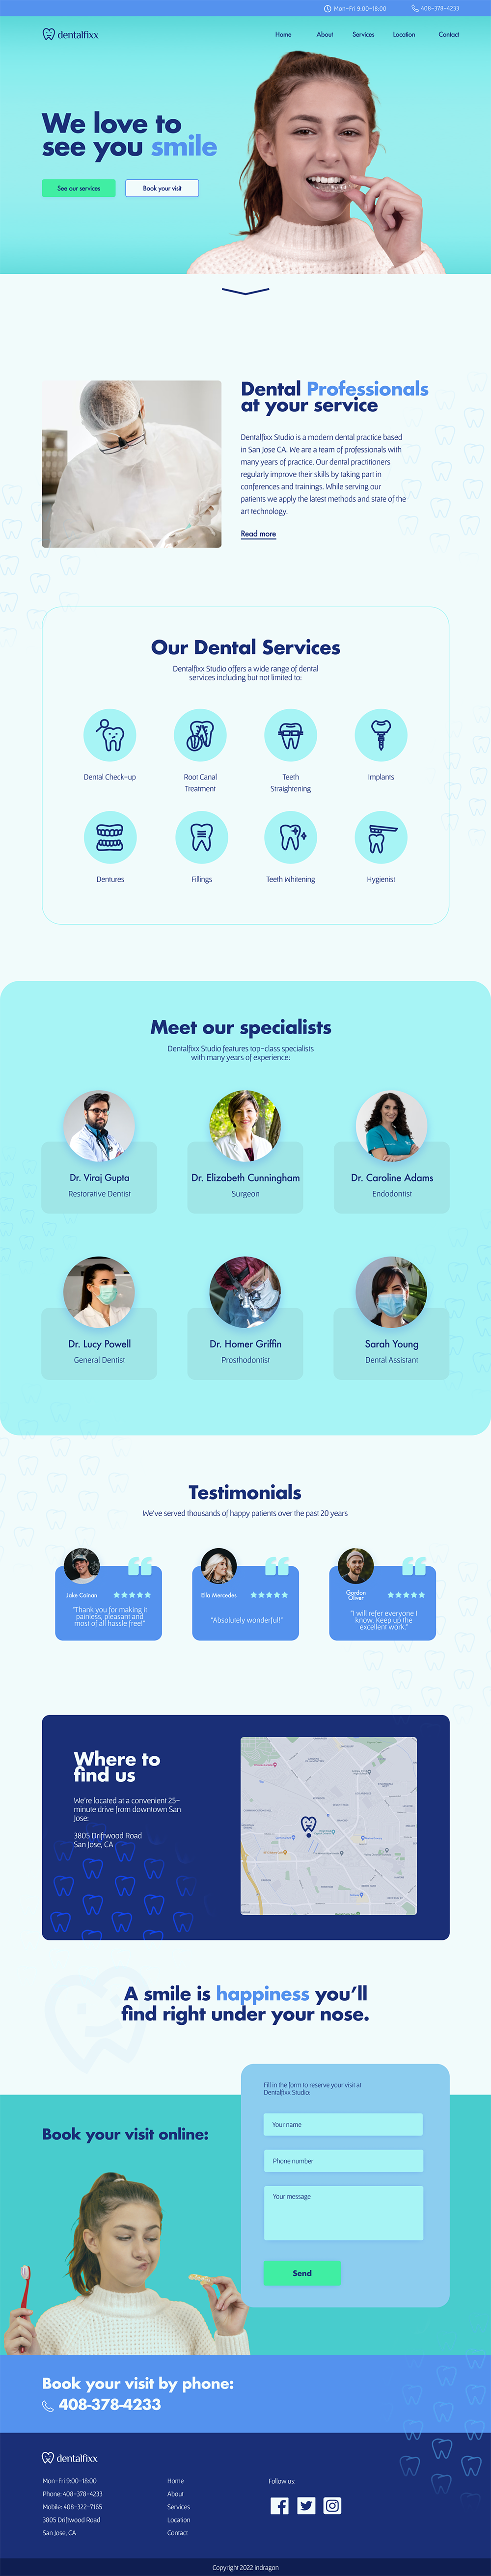 Mon-Fri 9:00-18:00
408-378-4233
dentalfixx
Home
About
Services
Location
Contact
We love to
see you smile
See our services
Book your visit
Dental Professionals
at your service
Dentalfixx Studio is a modern dental practice based
in San Jose CA. We are a team of professionals with
many years of practice. Our dental practitioners
regularly improve their skills by taking part in
conferences and trainings. While serving our
patients we apply the latest methods and state of the
art technology.
Read more
Our Dental Services
Dentalfixx Studio offers a wide range of dental
services including but not limited to:
Dental Check-up
Root Canal
Treatment
Teeth
Straightening
Implants
Dentures
Fillings
Teeth Whitening
Hygienist
Meet our specialists
Dentalfixx Studio features top-class specialists
with many years of experience:
Dr. Viraj Gupta
Restorative Dentist
Dr. Elizabeth Cunningham
Surgeon
Dr. Caroline Adams
Endodontist
Dr. Lucy Powell
General Dentist
Dr. Homer Griffin
Prosthodontist
Sarah Young
Dental Assistant
Testimonials
We've served thousands of happy patients over the past 20 years
Jake Cainan
"Thank you for making it
painless, pleasant and
most of all hassle free!"
Ella Mercedes
"Absolutely wonderful!"
Gordon
Oliver
"I will refer everyone I
know. Keep up the
excellent work."
Where to
find us
We're located at a convenient 25-
minute drive from downtown San
Jose:
3805 Driftwood Road
San Jose, CA
A smile is happiness you'll
find right under your nose.
Fill in the form to reserve your visit at
Dentalfixx Studio:
Book your visit online:
Your name
Phone number
Your message
Send
Book your visit by phone:
408-378-4233
dentalfixx
Mon-Fri 9:00-18:00
Phone: 408-378-4233
Mobile: 408-322-7165
3805 Driftwood Road
San Jose, CA
Home
About
Services
Location
Contact
Follow us:
Copyright 2022 indragon